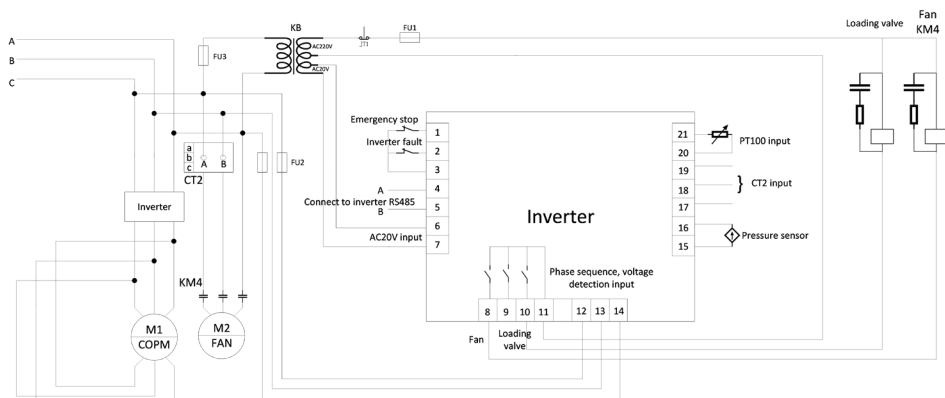 Fan
KM4
Loading valve
KB
FU1
JT1
AC220V
AC20V
A
B
C
FU3
FU2
a
b
c
A B
CT2
Inverter
KM4
M1
COPM
M2
FAN
Emergency stop
Inverter fault
A
Connect to inverter RS485
B
AC20V input
1
2
3
4
5
6
7
Inverter
Phase sequence, voltage
detection input
8 9 10 11 12 13 14
Fan
Loading
valve
21
20
19
18
17
16
15
PT100 input
CT2 input
Pressure sensor